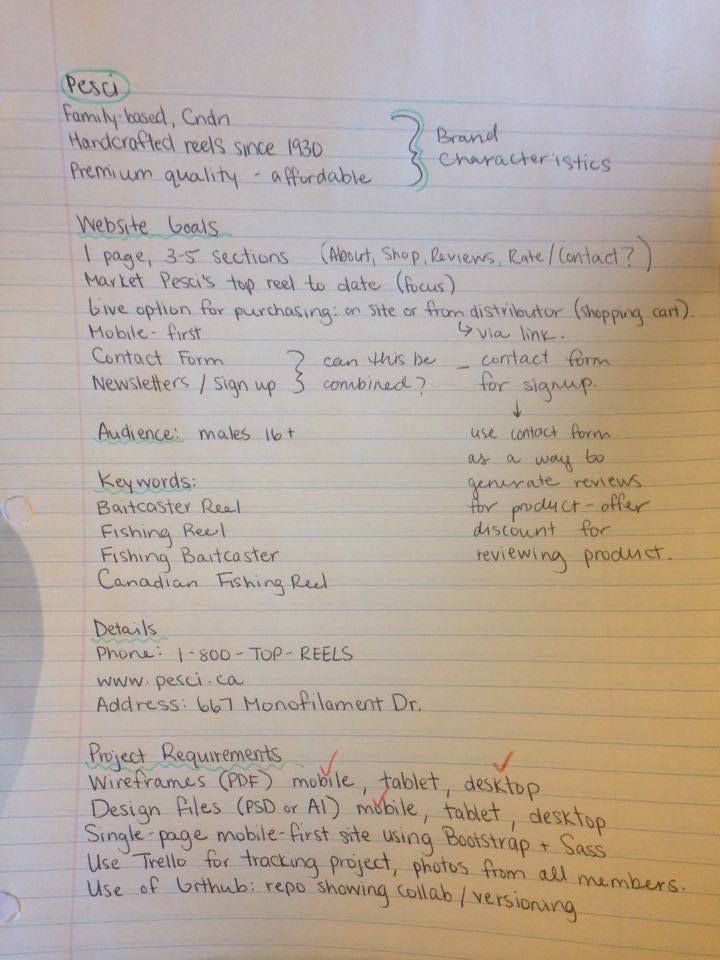 Pesci
Family-based, Cndn
Handcrafted reels since 1930
Premium quality - affordable
Brand
Characteristics
Website Goals
1 page, 3-5 sections (About, Shop, Reviews, Rate/Contact?)
Market Pesci's top reel to date (focus)
Give option for purchasing: on site or from distributor (shopping cart).
↳ via link.
Mobile-first
Contact Form
Newsletters / Sign up
can this be
combined?
- contact form
for signup.
↓
use contact form
as a way to
generate reviews
for product - offer
discount for
reviewing product.
Audience: males 16+
Keywords:
Baitcaster Reel
Fishing Reel
Fishing Baitcaster
Canadian Fishing Reel
Details
Phone: 1-800-TOP-REELS
www.pesci.ca
Address: 667 Monofilament Dr.
Project Requirements
Wireframes (PDF) mobile, tablet, desktop
Design files (PSD or AI) mobile, tablet, desktop
Single-page mobile-first site using Bootstrap + Sass
Use Trello for tracking project, photos from all members.
Use of Github: repo showing collab/versioning